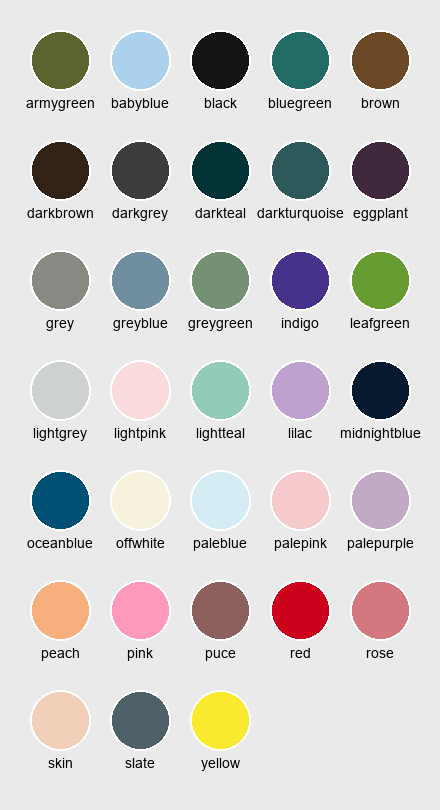 armygreen babyblue black bluegreen brown
darkbrown darkgrey darkteal darkturquoise eggplant
grey greyblue greygreen indigo leafgreen
lightgrey lightpink lightteal lilac midnightblue
oceanblue offwhite paleblue palepink palepurple
peach pink puce red rose
skin slate yellow